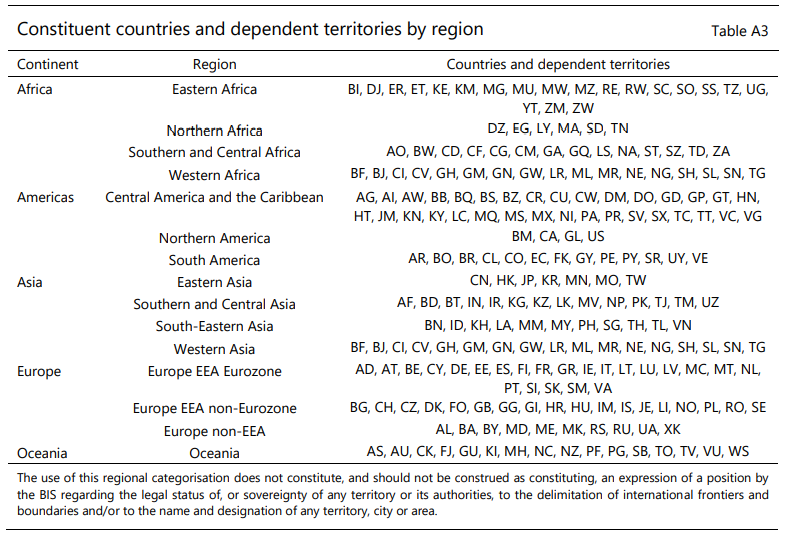 Constituent countries and dependent territories by region Table A3
Continent Region Countries and dependent territories
Africa Eastern Africa BI, DJ, ER, ET, KE, KM, MG, MU, MW, MZ, RE, RW, SC, SO, SS, TZ, UG,
YT, ZM, ZW
Northern Africa DZ, EG, LY, MA, SD, TN
Southern and Central Africa AO, BW, CD, CF, CG, CM, GA, GQ, LS, NA, ST, SZ, TD, ZA
Western Africa BF, BJ, CI, CV, GH, GM, GN, GW, LR, ML, MR, NE, NG, SH, SL, SN, TG
Americas Central America and the Caribbean AG, AI, AW, BB, BQ, BS, BZ, CR, CU, CW, DM, DO, GD, GP, GT, HN,
HT, JM, KN, KY, LC, MQ, MS, MX, NI, PA, PR, SV, SX, TC, TT, VC, VG
Northern America BM, CA, GL, US
South America AR, BO, BR, CL, CO, EC, FK, GY, PE, PY, SR, UY, VE
Asia Eastern Asia CN, HK, JP, KR, MN, MO, TW
Southern and Central Asia AF, BD, BT, IN, IR, KG, KZ, LK, MV, NP, PK, TJ, TM, UZ
South-Eastern Asia BN, ID, KH, LA, MM, MY, PH, SG, TH, TL, VN
Western Asia BF, BJ, CI, CV, GH, GM, GN, GW, LR, ML, MR, NE, NG, SH, SL, SN, TG
Europe Europe EEA Eurozone AD, AT, BE, CY, DE, EE, ES, FI, FR, GR, IE, IT, LT, LU, LV, MC, MT, NL,
PT, SI, SK, SM, VA
Europe EEA non-Eurozone BG, CH, CZ, DK, FO, GB, GG, GI, HR, HU, IM, IS, JE, LI, NO, PL, RO, SE
Europe non-EEA AL, BA, BY, MD, ME, MK, RS, RU, UA, XK
Oceania Oceania AS, AU, CK, FJ, GU, KI, MH, NC, NZ, PF, PG, SB, TO, TV, VU, WS
The use of this regional categorisation does not constitute, and should not be construed as constituting, an expression of a position by
the BIS regarding the legal status of, or sovereignty of any territory or its authorities, to the delimitation of international frontiers and
boundaries and/or to the name and designation of any territory, city or area.